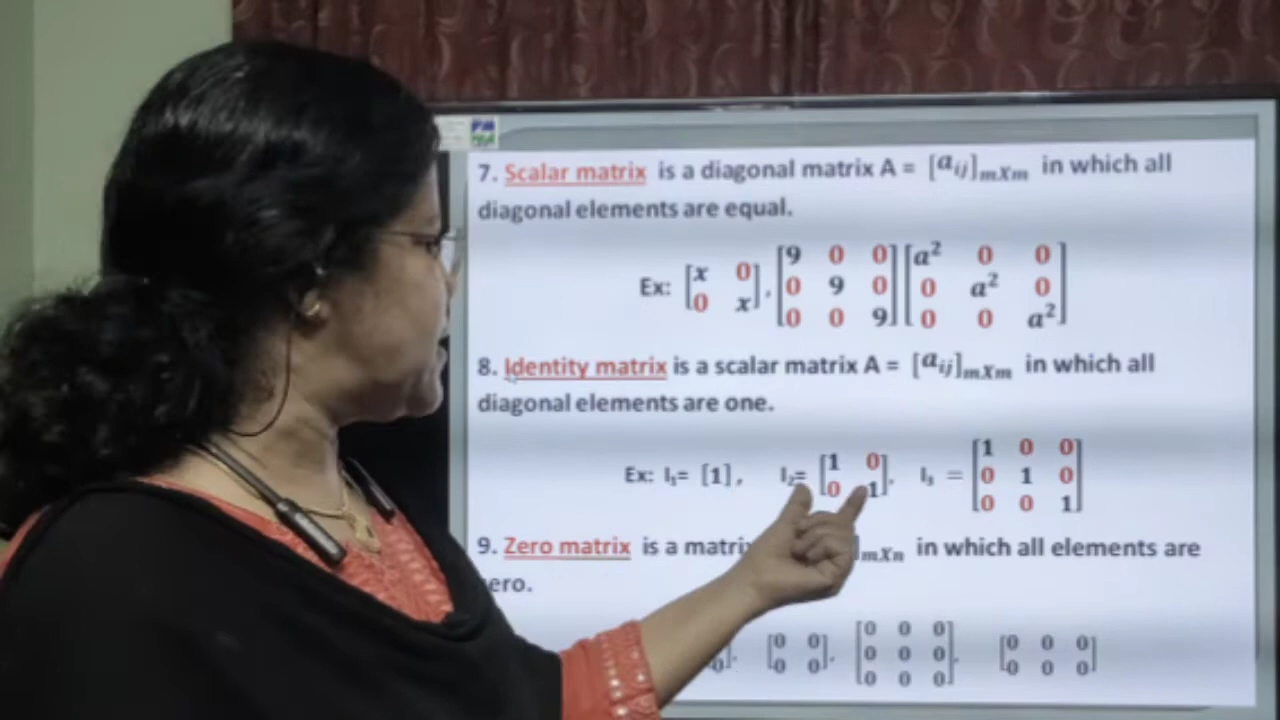 7. Scalar matrix is a diagonal matrix A = [aᵢⱼ]ₘₓₘ in which all
diagonal elements are equal.
Ex: [x 0 0 x], [9 0 0 0 9 0 0 0 9] [a² 0 0 0 a² 0 0 0 a²]
8. Identity matrix is a scalar matrix A = [aᵢⱼ]ₘₓₘ in which all
diagonal elements are one.
Ex: I₁= [1], I₂= [1 0 0 1], I₃ = [1 0 0 0 1 0 0 0 1]
9. Zero matrix is a mXn in which all elements are
[0 0 0 0], [0 0 0 0 0 0 0 0 0], [0 0 0 0 0 0]